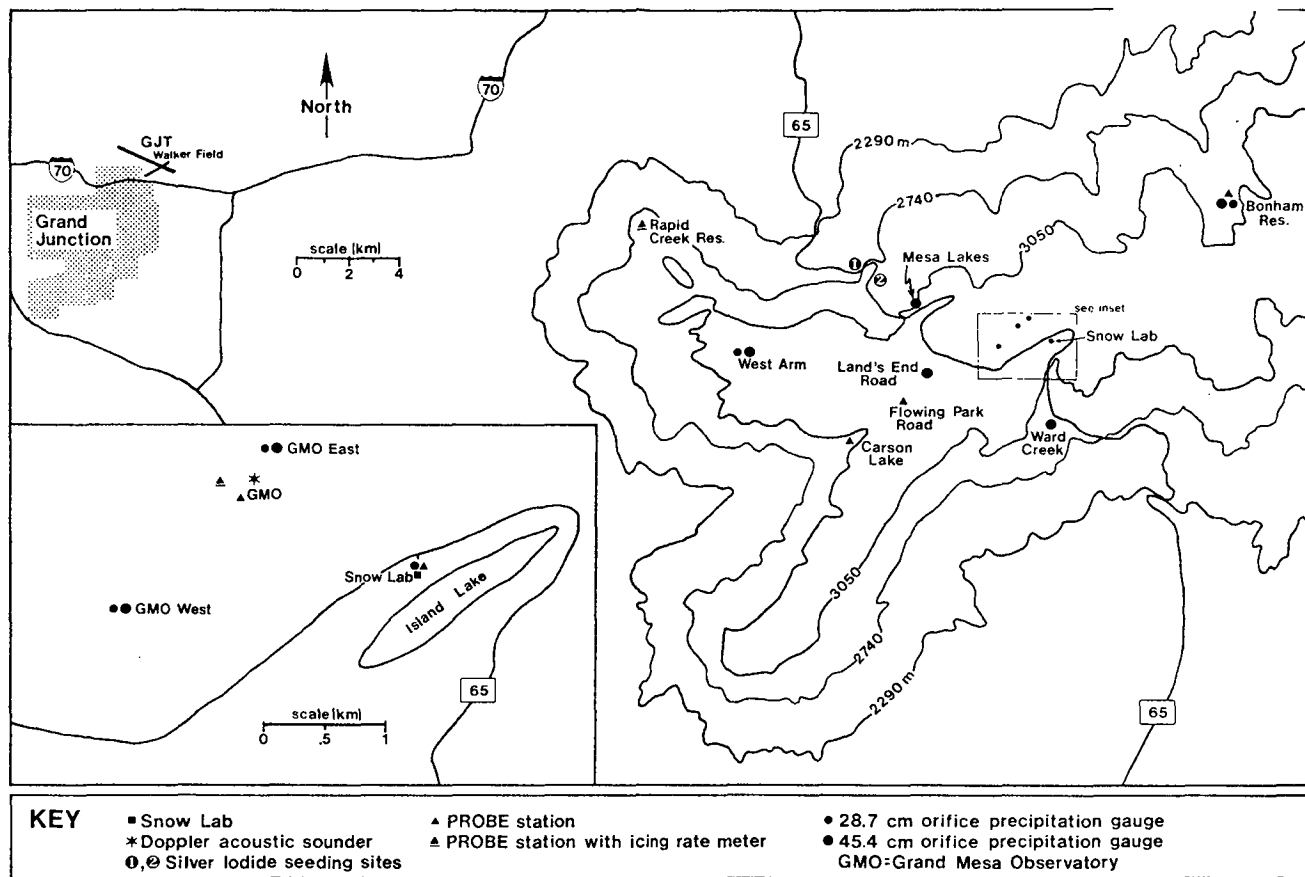 North
70
GJT
Walker Field
70
Grand
Junction
scale (km)
0 2 4
65
2290 m
2740
3050
Bonham
Res.
Rapid
Creek Res.
1
2
Mesa Lakes
see inset
Snow Lab
West Arm
Land's End
Road
Flowing Park
Road
Carson
Lake
Ward
Creek
3050
2740
2290 m
65
GMO East
GMO
Snow Lab
Island Lake
GMO West
65
scale (km)
0 .5 1
KEY
Snow Lab
Doppler acoustic sounder
1,2 Silver Iodide seeding sites
PROBE station
PROBE station with icing rate meter
28.7 cm orifice precipitation gauge
45.4 cm orifice precipitation gauge
GMO=Grand Mesa Observatory